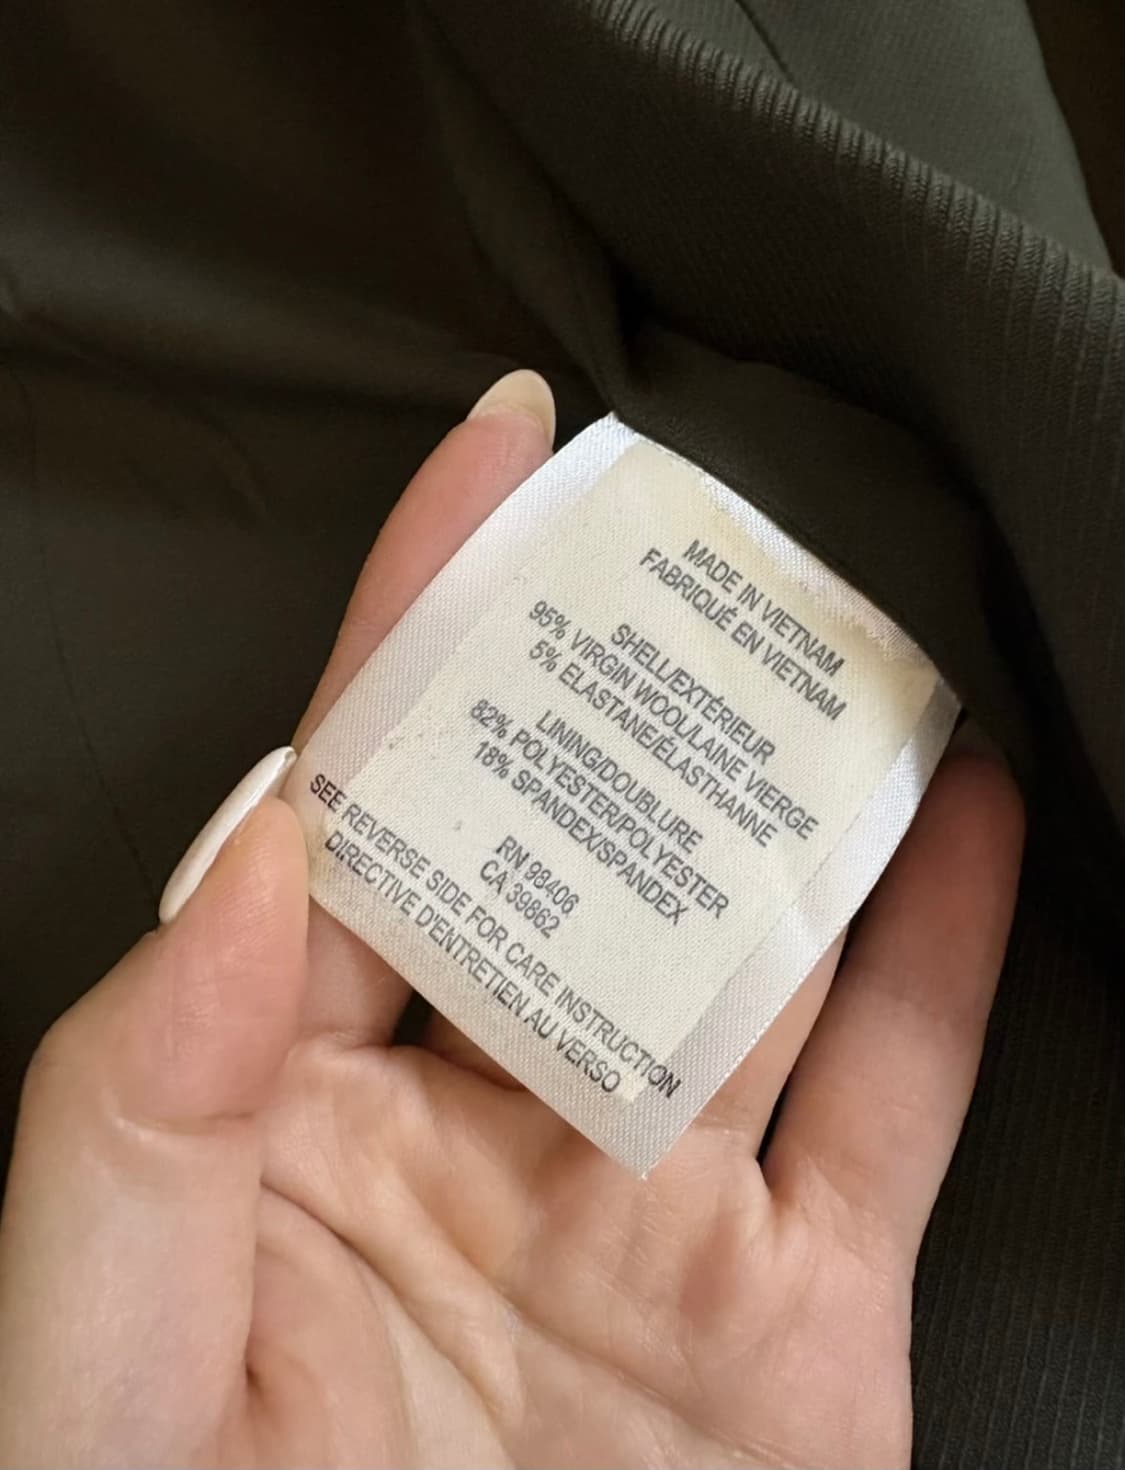 MADE IN VIETNAM
FABRIQUÉ EN VIETNAM
SHELL/EXTÉRIEUR
95% VIRGIN WOOL/LAINE VIERGE
5% ELASTANE/ÉLASTHANNE
LINING/DOUBLURE
82% POLYESTER/POLYESTER
18% SPANDEX/SPANDEX
RN 98406
CA 39862
SEE REVERSE SIDE FOR CARE INSTRUCTION
DIRECTIVE D'ENTRETIEN AU VERSO